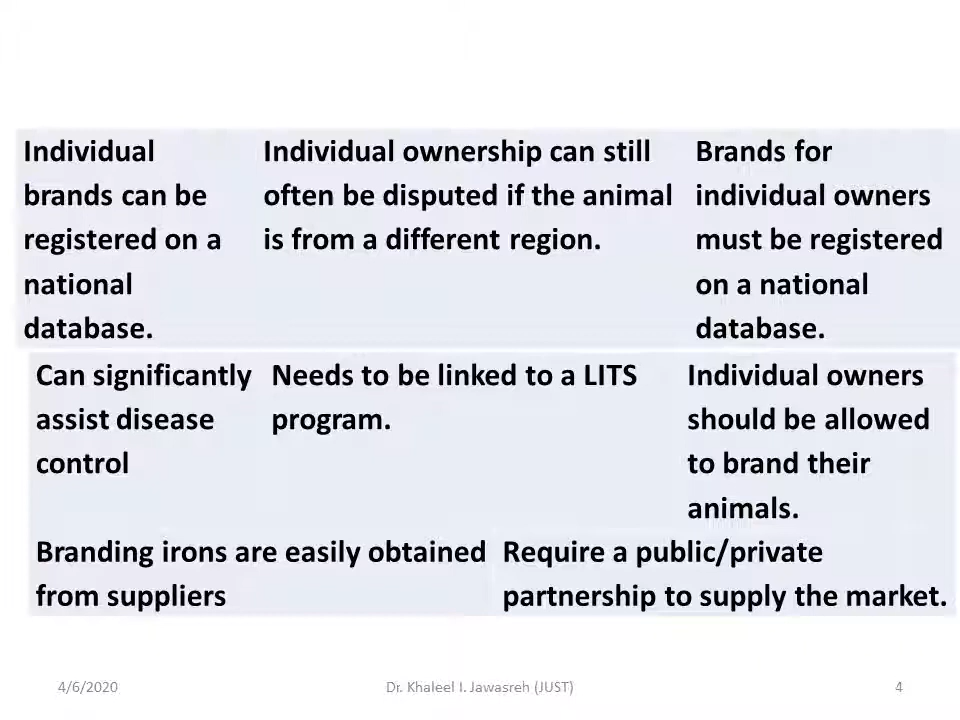 Individual
brands can be
registered on a
national
database.
Individual ownership can still
often be disputed if the animal
is from a different region.
Brands for
individual owners
must be registered
on a national
database.
Can significantly
assist disease
control
Needs to be linked to a LITS
program.
Individual owners
should be allowed
to brand their
animals.
Branding irons are easily obtained
from suppliers
Require a public/private
partnership to supply the market.
4/6/2020
Dr. Khaleel I. Jawasreh (JUST)
4